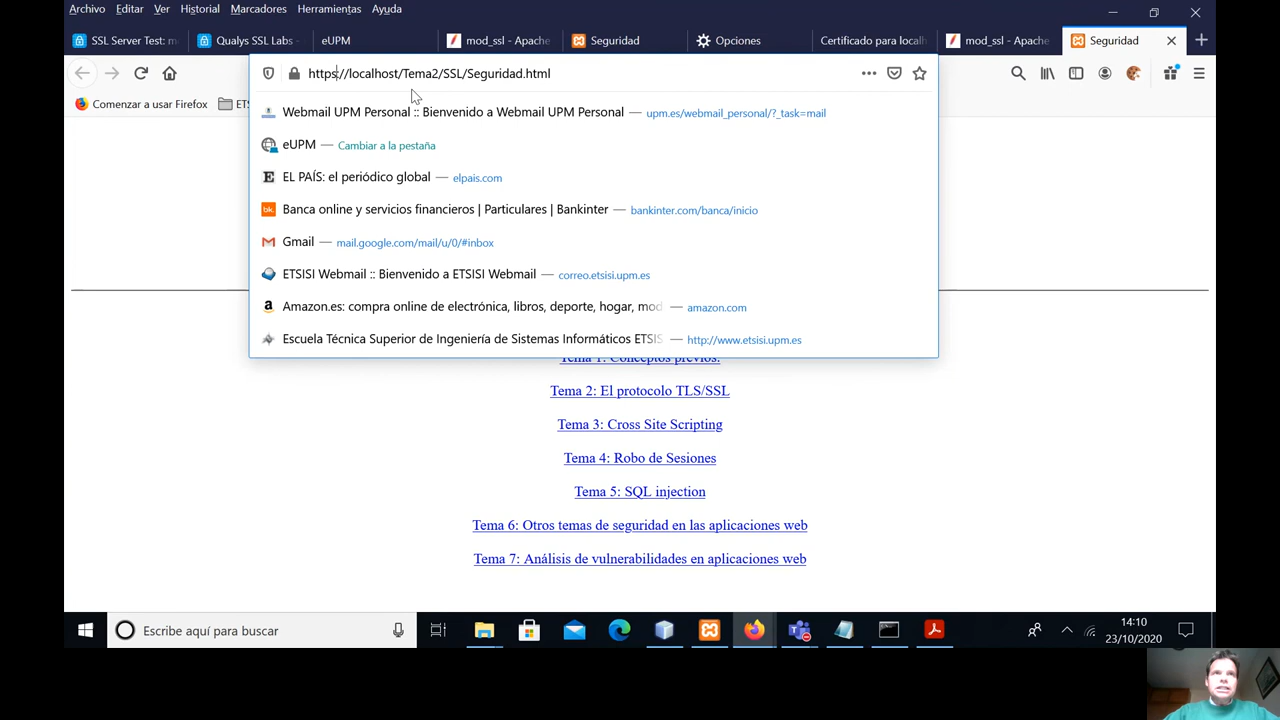 Archivo Editar Ver Historial Marcadores Herramientas Ayuda
SSL Server Test: m
Qualys SSL Labs -
eUPM
mod_ssl - Apache
Seguridad
Opciones
Certificado para localh
mod_ssl - Apache
Seguridad
https://localhost/Tema2/SSL/Seguridad.html
Comenzar a usar Firefox
Webmail UPM Personal :: Bienvenido a Webmail UPM Personal — upm.es/webmail_personal/?_task=mail
eUPM — Cambiar a la pestaña
EL PAÍS: el periódico global — elpais.com
bk. Banca online y servicios financieros | Particulares | Bankinter — bankinter.com/banca/inicio
Gmail — mail.google.com/mail/u/0/#inbox
ETSISI Webmail :: Bienvenido a ETSISI Webmail — correo.etsisi.upm.es
Amazon.es: compra online de electrónica, libros, deporte, hogar, mod — amazon.com
Escuela Técnica Superior de Ingeniería de Sistemas Informáticos ETSIS — http://www.etsisi.upm.es
Tema 1: Conceptos previos.
Tema 2: El protocolo TLS/SSL
Tema 3: Cross Site Scripting
Tema 4: Robo de Sesiones
Tema 5: SQL injection
Tema 6: Otros temas de seguridad en las aplicaciones web
Tema 7: Análisis de vulnerabilidades en aplicaciones web
Escribe aquí para buscar
14:10
23/10/2020